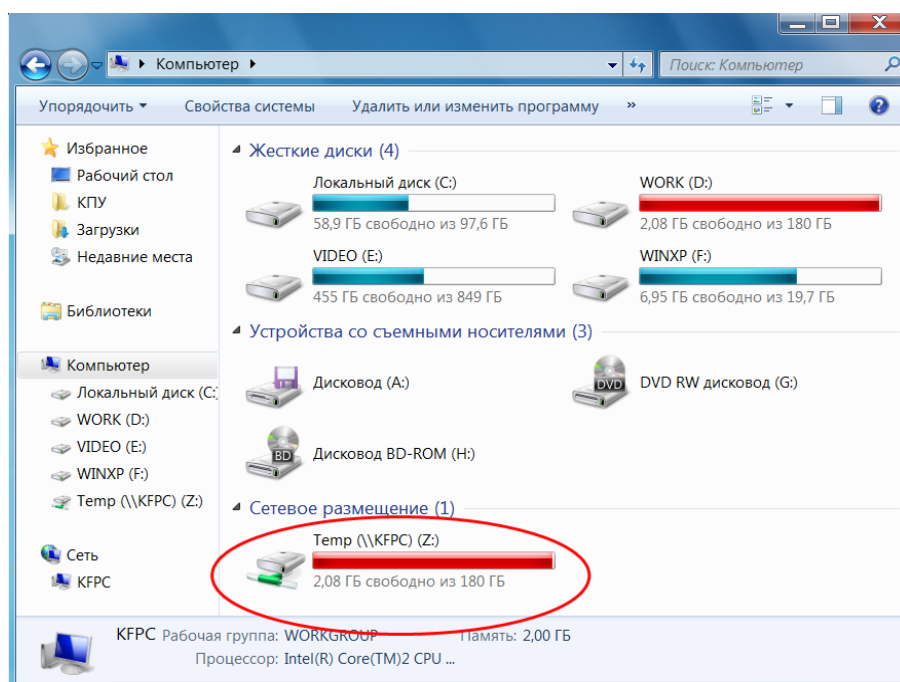 Компьютер
Поиск: Компьютер
Упорядочить
Свойства системы
Удалить или изменить программу
»
Избранное
Рабочий стол
КПУ
Загрузки
Недавние места
Библиотеки
Компьютер
Локальный диск (C:
WORK (D:)
VIDEO (E:)
WINXP (F:)
Temp (\\KFPC) (Z:)
Сеть
KFPC
Жесткие диски (4)
Локальный диск (C:)
58,9 ГБ свободно из 97,6 ГБ
WORK (D:)
2,08 ГБ свободно из 180 ГБ
VIDEO (E:)
455 ГБ свободно из 849 ГБ
WINXP (F:)
6,95 ГБ свободно из 19,7 ГБ
Устройства со съемными носителями (3)
Дисковод (A:)
DVD
DVD RW дисковод (G:)
BD
Дисковод BD-ROM (H:)
Сетевое размещение (1)
Temp (\\KFPC) (Z:)
2,08 ГБ свободно из 180 ГБ
KFPC Рабочая группа: WORKGROUP Память: 2,00 ГБ
Процессор: Intel(R) Core(TM)2 CPU ...